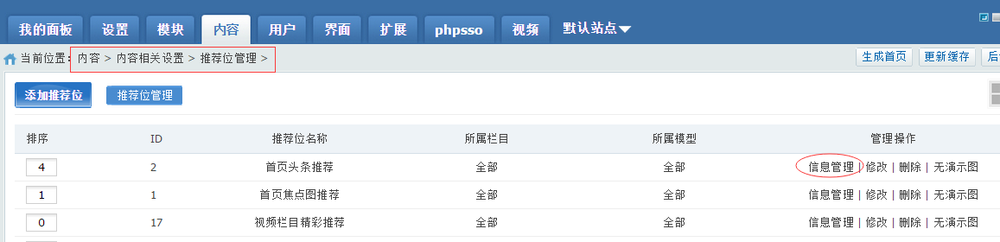 我的面板 设置 模块 内容 用户 界面 扩展 phpsso 视频 默认站点
当前位置: 内容 > 内容相关设置 > 推荐位管理 > 生成首页 更新缓存
添加推荐位 推荐位管理
排序 ID 推荐位名称 所属栏目 所属模型 管理操作
4 2 首页头条推荐 全部 全部 信息管理 | 修改 | 删除 | 无演示图
1 1 首页焦点图推荐 全部 全部 信息管理 | 修改 | 删除 | 无演示图
0 17 视频栏目精彩推荐 全部 全部 信息管理 | 修改 | 删除 | 无演示图